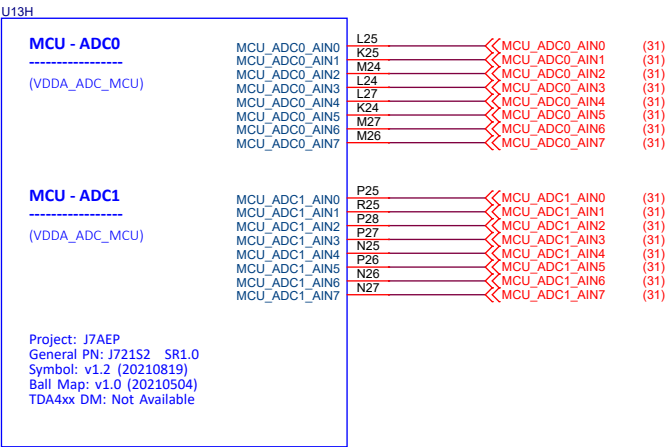 U13H
MCU - ADC0
-----------------
(VDDA_ADC_MCU)
MCU_ADC0_AIN0 L25 MCU_ADC0_AIN0 (31)
MCU_ADC0_AIN1 K25 MCU_ADC0_AIN1 (31)
MCU_ADC0_AIN2 M24 MCU_ADC0_AIN2 (31)
MCU_ADC0_AIN3 L24 MCU_ADC0_AIN3 (31)
MCU_ADC0_AIN4 L27 MCU_ADC0_AIN4 (31)
MCU_ADC0_AIN5 K24 MCU_ADC0_AIN5 (31)
MCU_ADC0_AIN6 M27 MCU_ADC0_AIN6 (31)
MCU_ADC0_AIN7 M26 MCU_ADC0_AIN7 (31)
MCU - ADC1
-----------------
(VDDA_ADC_MCU)
MCU_ADC1_AIN0 P25 MCU_ADC1_AIN0 (31)
MCU_ADC1_AIN1 R25 MCU_ADC1_AIN1 (31)
MCU_ADC1_AIN2 P28 MCU_ADC1_AIN2 (31)
MCU_ADC1_AIN3 P27 MCU_ADC1_AIN3 (31)
MCU_ADC1_AIN4 N25 MCU_ADC1_AIN4 (31)
MCU_ADC1_AIN5 P26 MCU_ADC1_AIN5 (31)
MCU_ADC1_AIN6 N26 MCU_ADC1_AIN6 (31)
MCU_ADC1_AIN7 N27 MCU_ADC1_AIN7 (31)
Project: J7AEP
General PN: J721S2 SR1.0
Symbol: v1.2 (20210819)
Ball Map: v1.0 (20210504)
TDA4xx DM: Not Available